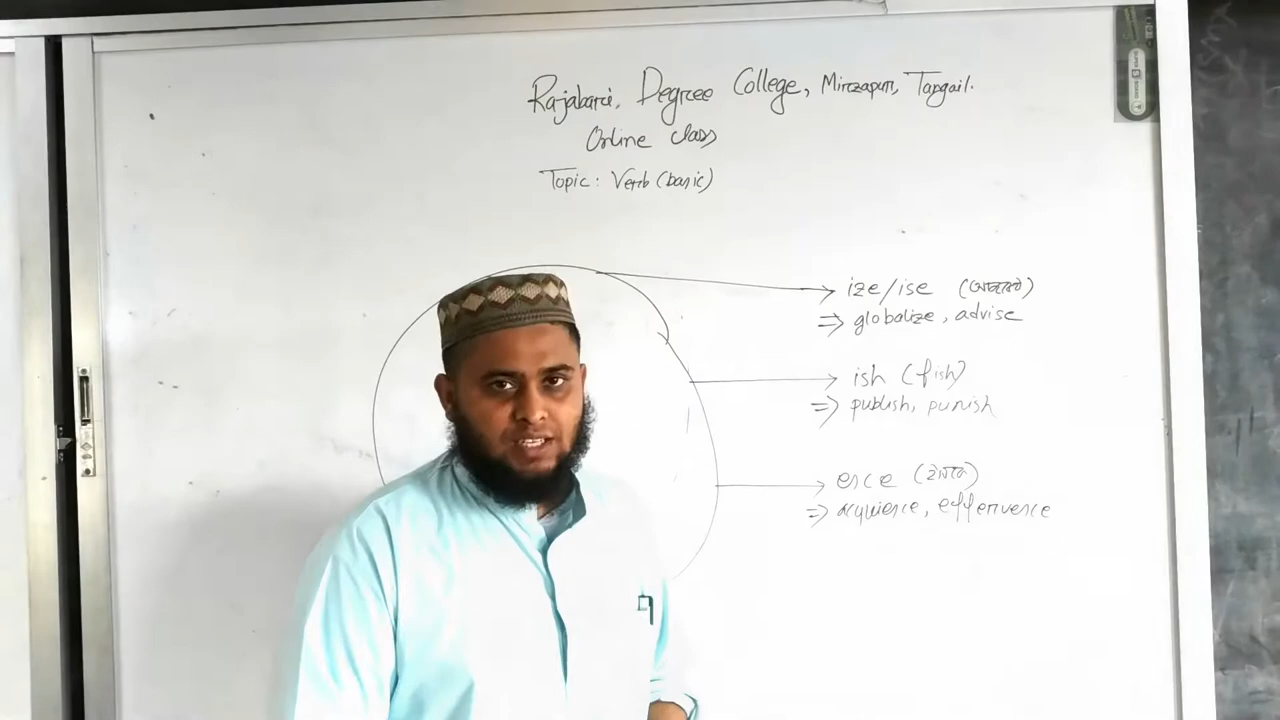 Rajabari, Degree College, Mirzapur, Tangail.
Online class
Topic: Verb (basic)
ize/ise
⇒ globalize, advise
ish (fish)
⇒ publish, punish
esce
⇒ acquiesce, effervesce